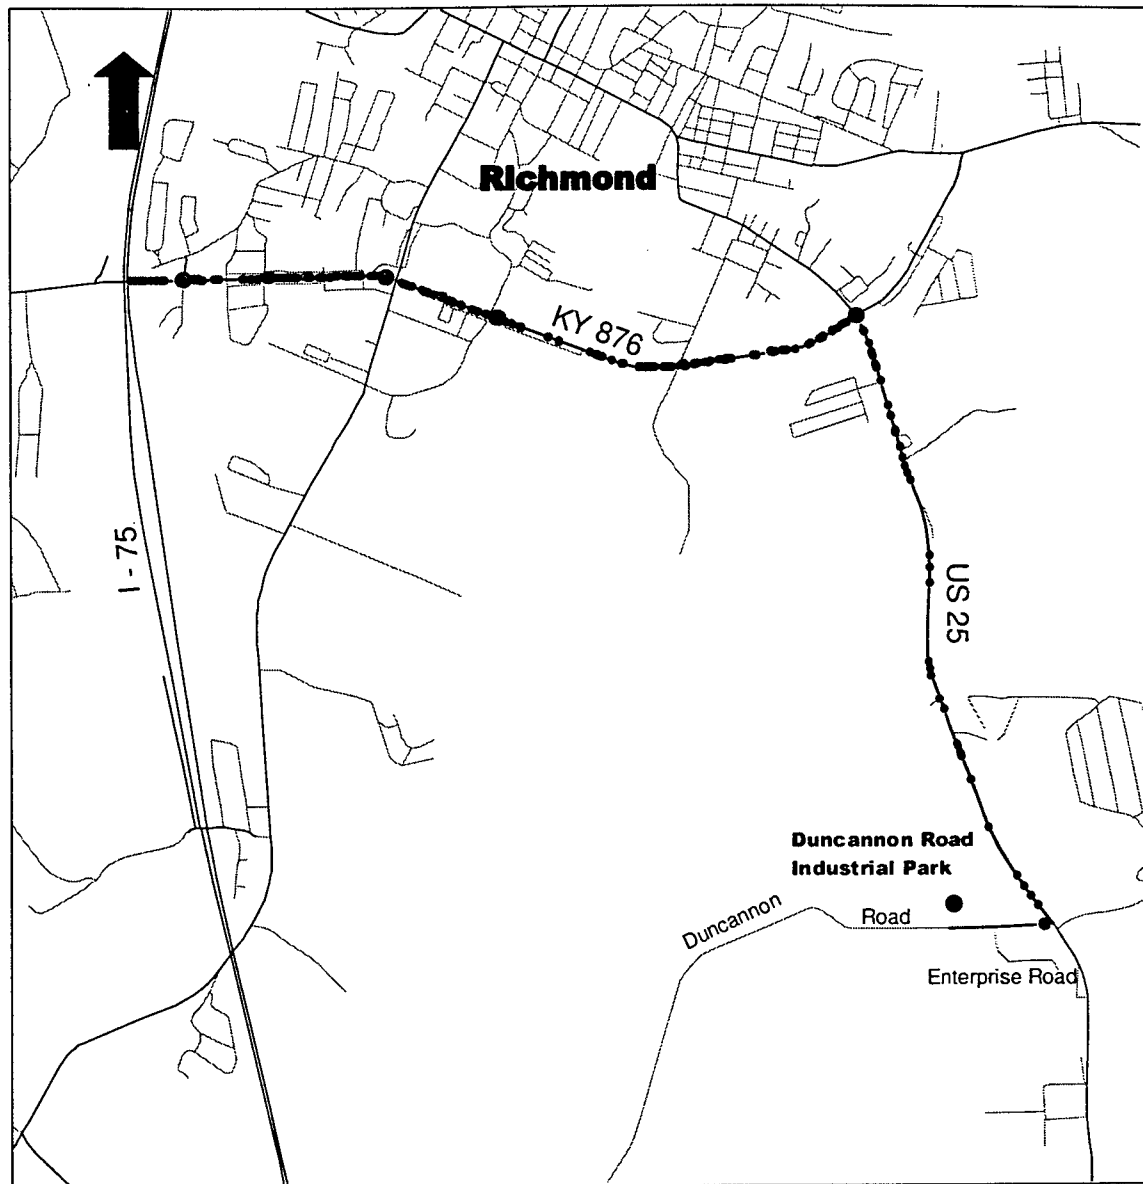 Richmond
KY 876
I - 75
US 25
Duncannon Road
Industrial Park
Duncannon Road
Enterprise Road